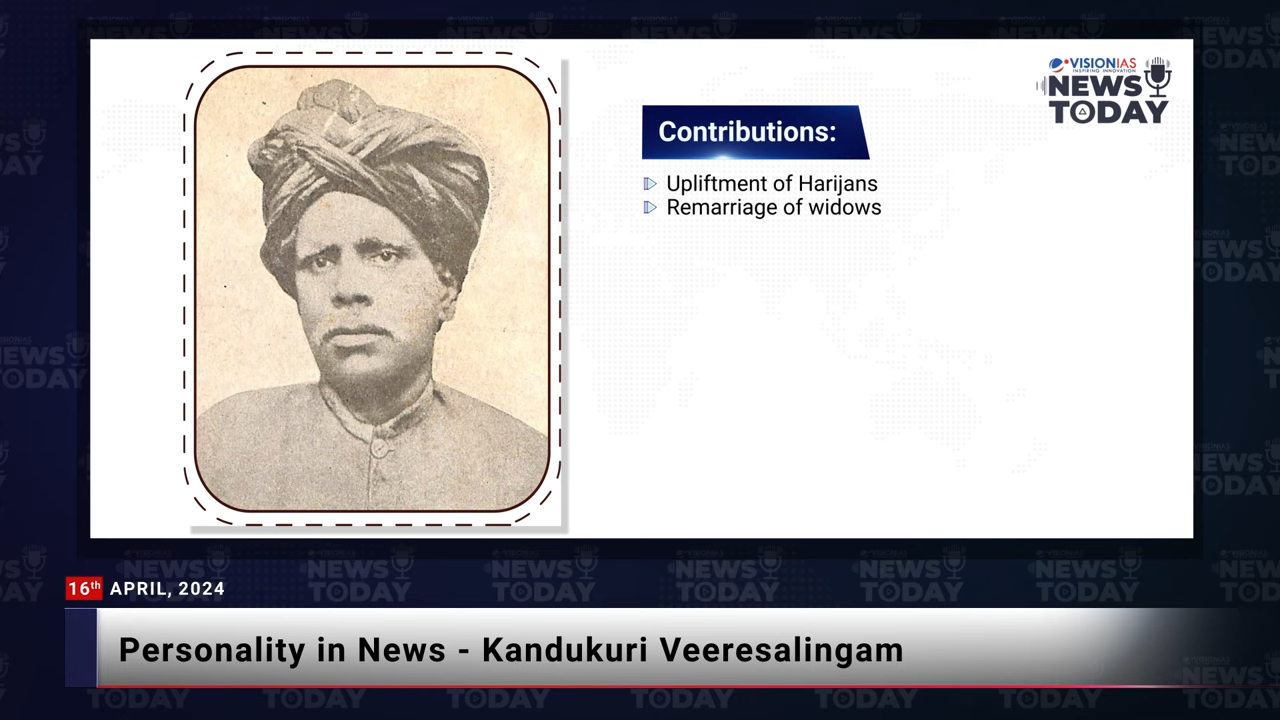 VISIONIAS
INSPIRING INNOVATION
NEWS
TODAY
Contributions:
Upliftment of Harijans
Remarriage of widows
16th APRIL, 2024
Personality in News - Kandukuri Veeresalingam